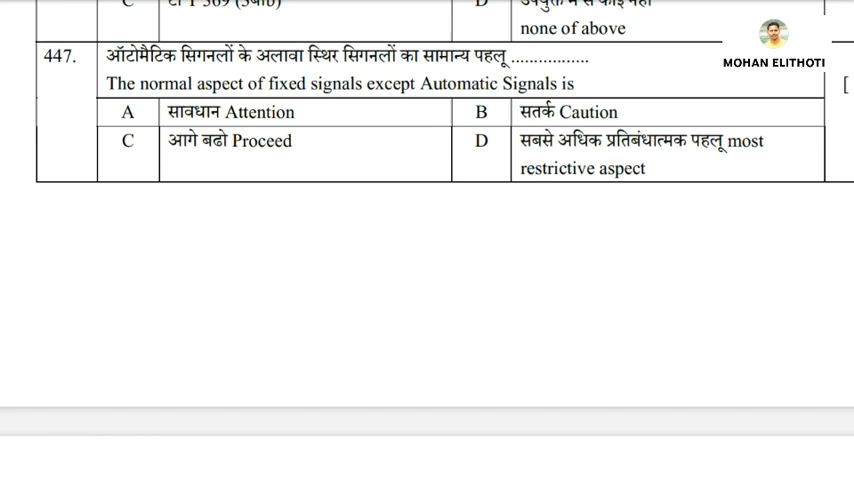 none of above
MOHAN ELITHOTI
447. ऑटोमैटिक सिगनलों के अलावा स्थिर सिगनलों का सामान्य पहलू .................
The normal aspect of fixed signals except Automatic Signals is [
A सावधान Attention B सतर्क Caution
C आगे बढो Proceed D सबसे अधिक प्रतिबंधात्मक पहलू most
restrictive aspect